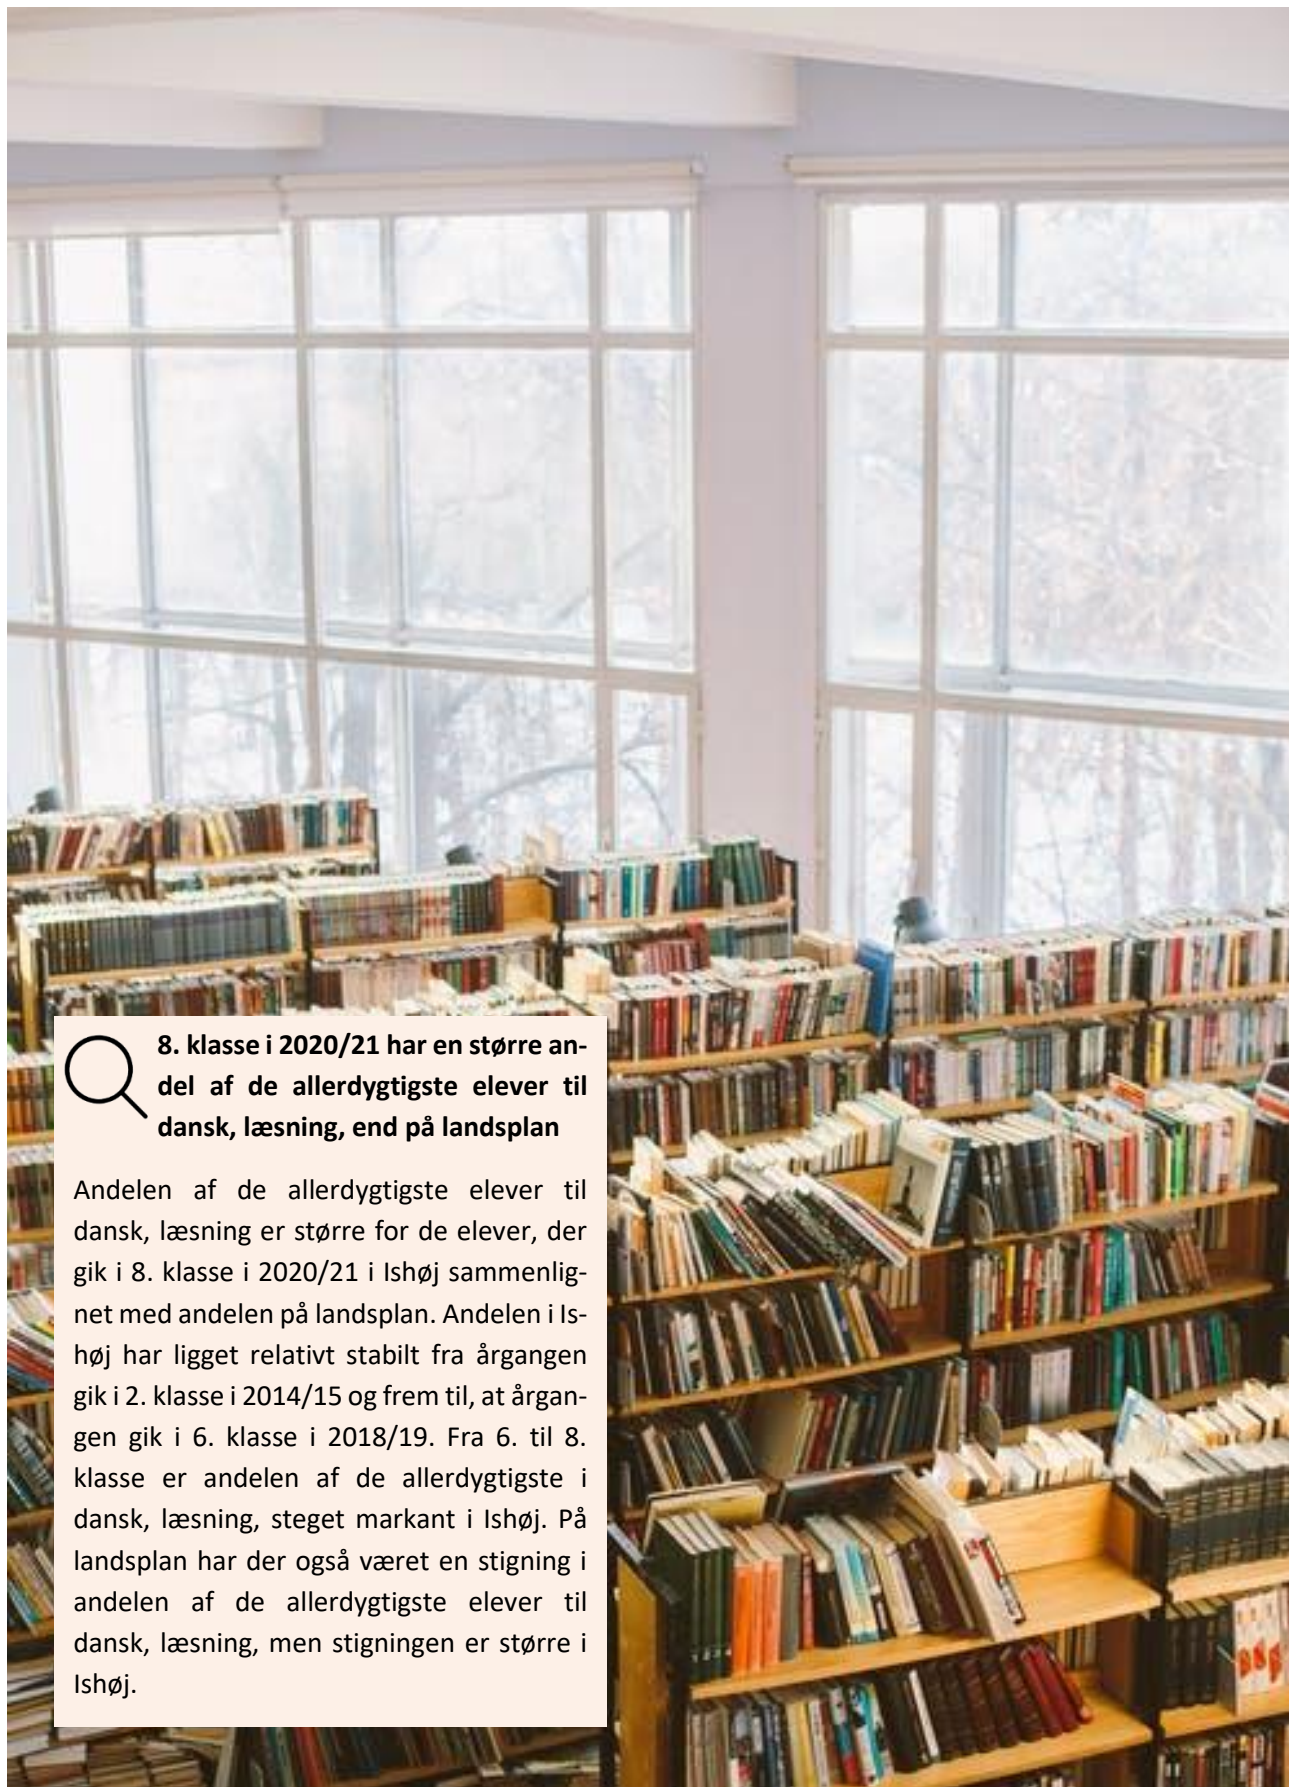 8. klasse i 2020/21 har en større an-
del af de allerdygtigste elever til
dansk, læsning, end på landsplan
Andelen af de allerdygtigste elever til
dansk, læsning er større for de elever, der
gik i 8. klasse i 2020/21 i Ishøj sammenlig-
net med andelen på landsplan. Andelen i Is-
høj har ligget relativt stabilt fra årgangen
gik i 2. klasse i 2014/15 og frem til, at årgan-
gen gik i 6. klasse i 2018/19. Fra 6. til 8.
klasse er andelen af de allerdygtigste i
dansk, læsning, steget markant i Ishøj. På
landsplan har der også været en stigning i
andelen af de allerdygtigste elever til
dansk, læsning, men stigningen er større i
Ishøj.